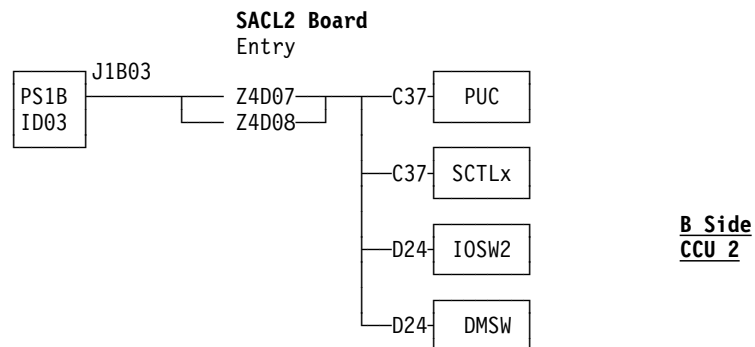 SACL2 Board
Entry
J1B03
PS1B Z4D07 C37 PUC
ID03 Z4D08
C37 SCTLx
B Side
D24 IOSW2 CCU 2
D24 DMSW